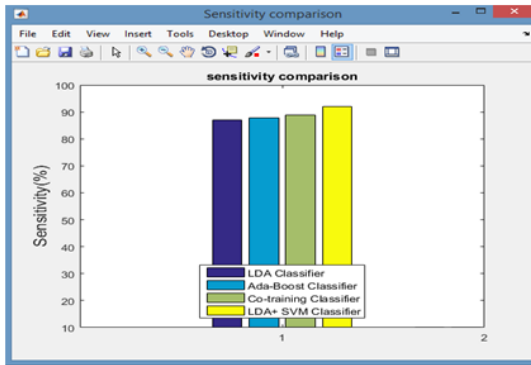 Sensitivity comparison
File Edit View Insert Tools Desktop Window Help
sensitivity comparison
Sensitivity(%)
100
90
80
70
60
50
40
30
20
10
LDA Classifier
Ada-Boost Classifier
Co-training Classifier
LDA+ SVM Classifier
1 2